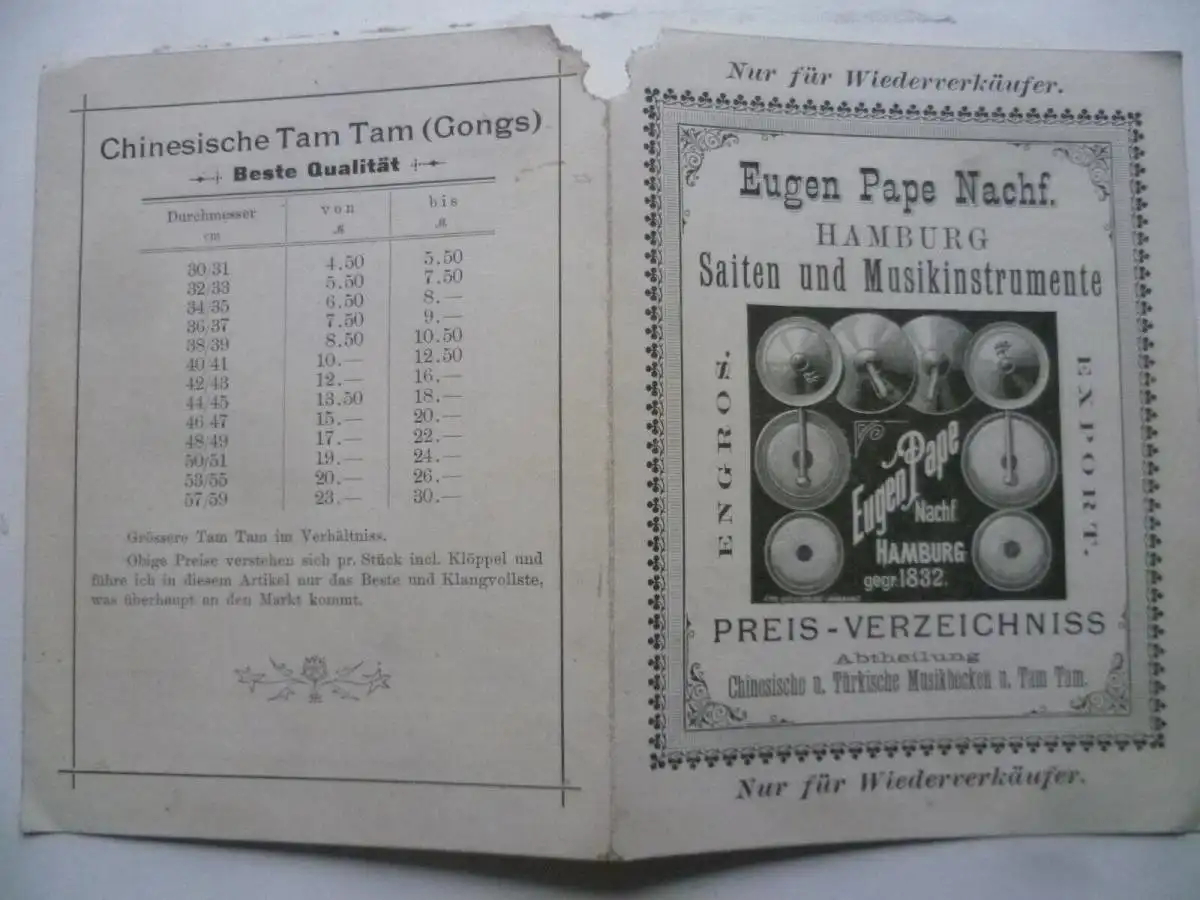 Chinesische Tam Tam (Gongs)
Beste Qualität
Durchmesser von bis
cm ℳ ℳ
30/31 4.50 5.50
32/33 5.50 7.50
34/35 6.50 8.—
36/37 7.50 9.—
38/39 8.50 10.50
40/41 10.— 12.50
42/43 12.— 16.—
44/45 13.50 18.—
46/47 15.— 20.—
48/49 17.— 22.—
50/51 19.— 24.—
53/55 20.— 26.—
57/59 23.— 30.—
Grössere Tam Tam im Verhältniss.
Obige Preise verstehen sich pr. Stück incl. Klöppel und
führe ich in diesem Artikel nur das Beste und Klangvollste,
was überhaupt an den Markt kommt.
Nur für Wiederverkäufer.
Eugen Pape Nachf.
HAMBURG
Saiten und Musikinstrumente
ENGROS.
EXPORT.
Eugen Pape
Nachf
HAMBURG
gegr. 1832.
PREIS-VERZEICHNISS
Abtheilung
Chinesische u. Türkische Musikbecken u. Tam Tam.
Nur für Wiederverkäufer.